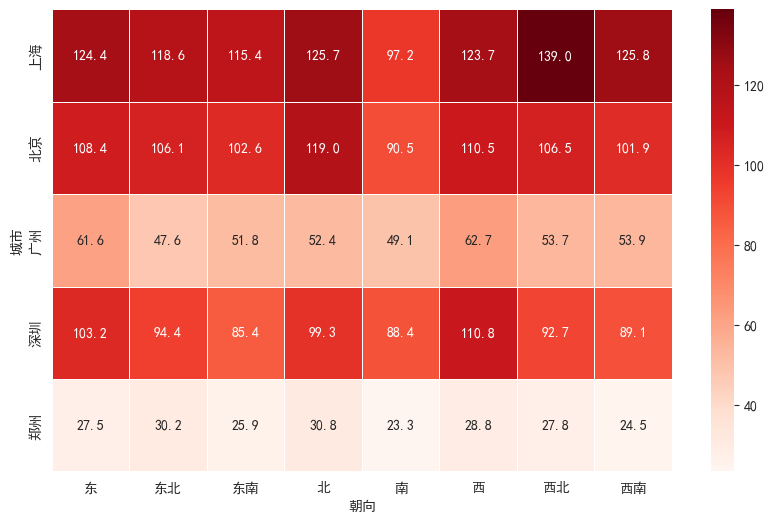 上海 124.4 118.6 115.4 125.7 97.2 123.7 139.0 125.8
北京 108.4 106.1 102.6 119.0 90.5 110.5 106.5 101.9
城市
广州 61.6 47.6 51.8 52.4 49.1 62.7 53.7 53.9
深圳 103.2 94.4 85.4 99.3 88.4 110.8 92.7 89.1
郑州 27.5 30.2 25.9 30.8 23.3 28.8 27.8 24.5
东 东北 东南 北 南 西 西北 西南
朝向
120
100
80
60
40